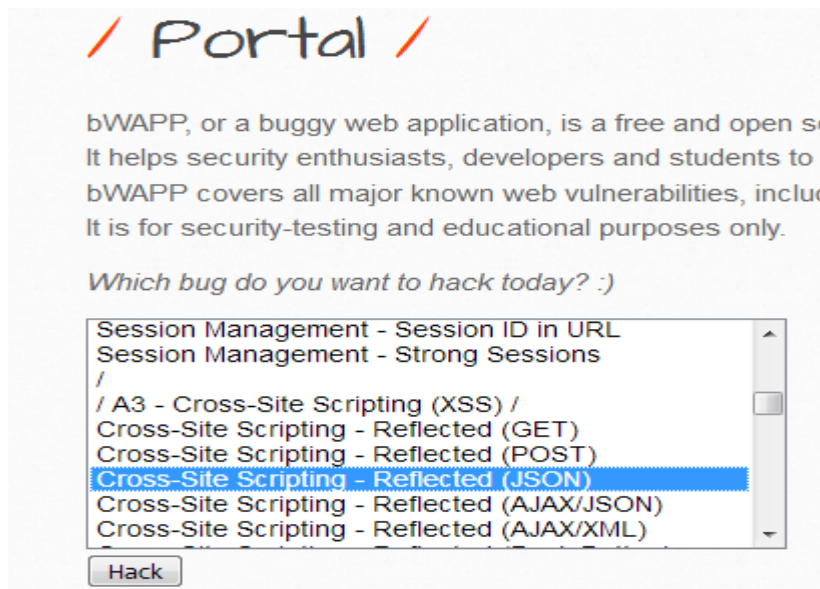 / Portal /
bWAPP, or a buggy web application, is a free and open
It helps security enthusiasts, developers and students to
bWAPP covers all major known web vulnerabilities,
It is for security-testing and educational purposes only.
Which bug do you want to hack today? :)
Session Management - Session ID in URL
Session Management - Strong Sessions
/
/ A3 - Cross-Site Scripting (XSS) /
Cross-Site Scripting - Reflected (GET)
Cross-Site Scripting - Reflected (POST)
Cross-Site Scripting - Reflected (JSON)
Cross-Site Scripting - Reflected (AJAX/JSON)
Cross-Site Scripting - Reflected (AJAX/XML)
Hack